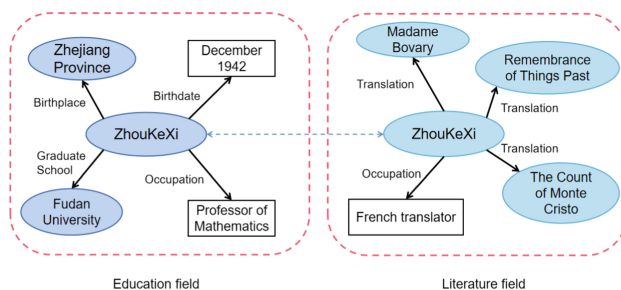 Zhejiang
Province
December
1942
Birthplace
Birthdate
ZhouKeXi
Graduate
School
Occupation
Fudan
University
Professor of
Mathematics
Education field
Madame
Bovary
Remembrance
of Things Past
Translation
Translation
ZhouKeXi
Translation
Occupation
The Count
of Monte
Cristo
French translator
Literature field